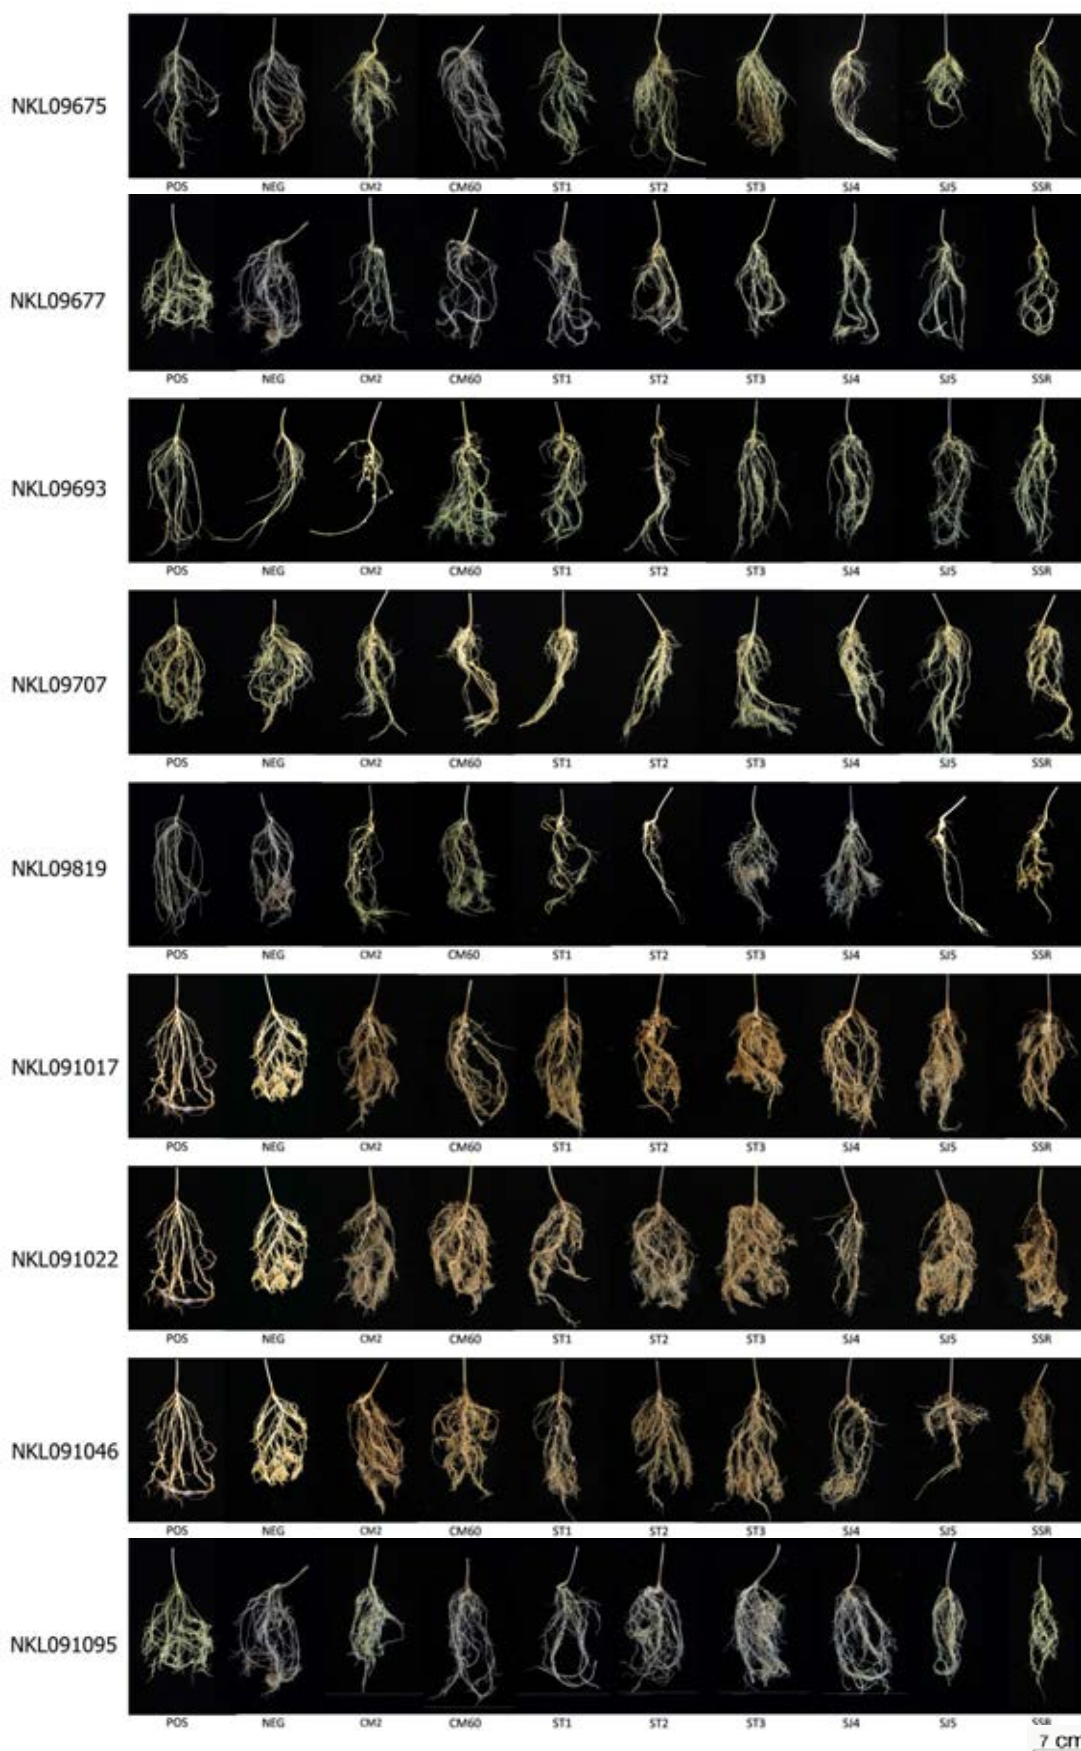 NKL09675
POS NEG CM2 CM60 ST1 ST2 ST3 SJ4 SJ5 SSR
NKL09677
POS NEG CM2 CM60 ST1 ST2 ST3 SJ4 SJ5 SSR
NKL09693
POS NEG CM2 CM60 ST1 ST2 ST3 SJ4 SJ5 SSR
NKL09707
POS NEG CM2 CM60 ST1 ST2 ST3 SJ4 SJ5 SSR
NKL09819
POS NEG CM2 CM60 ST1 ST2 ST3 SJ4 SJ5 SSR
NKL091017
POS NEG CM2 CM60 ST1 ST2 ST3 SJ4 SJ5 SSR
NKL091022
POS NEG CM2 CM60 ST1 ST2 ST3 SJ4 SJ5 SSR
NKL091046
POS NEG CM2 CM60 ST1 ST2 ST3 SJ4 SJ5 SSR
NKL091095
POS NEG CM2 CM60 ST1 ST2 ST3 SJ4 SJ5 SSR
7 cm